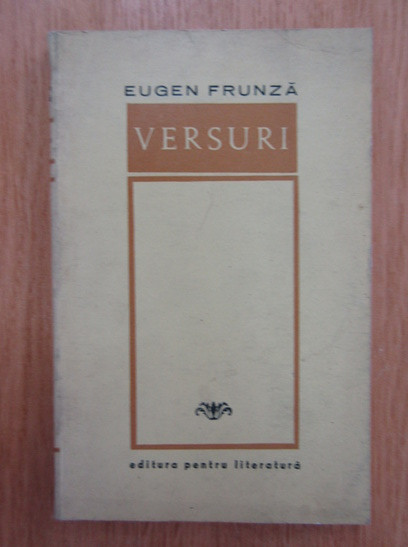 EUGEN FRUNZĂ
VERSURI
editura pentru literatură